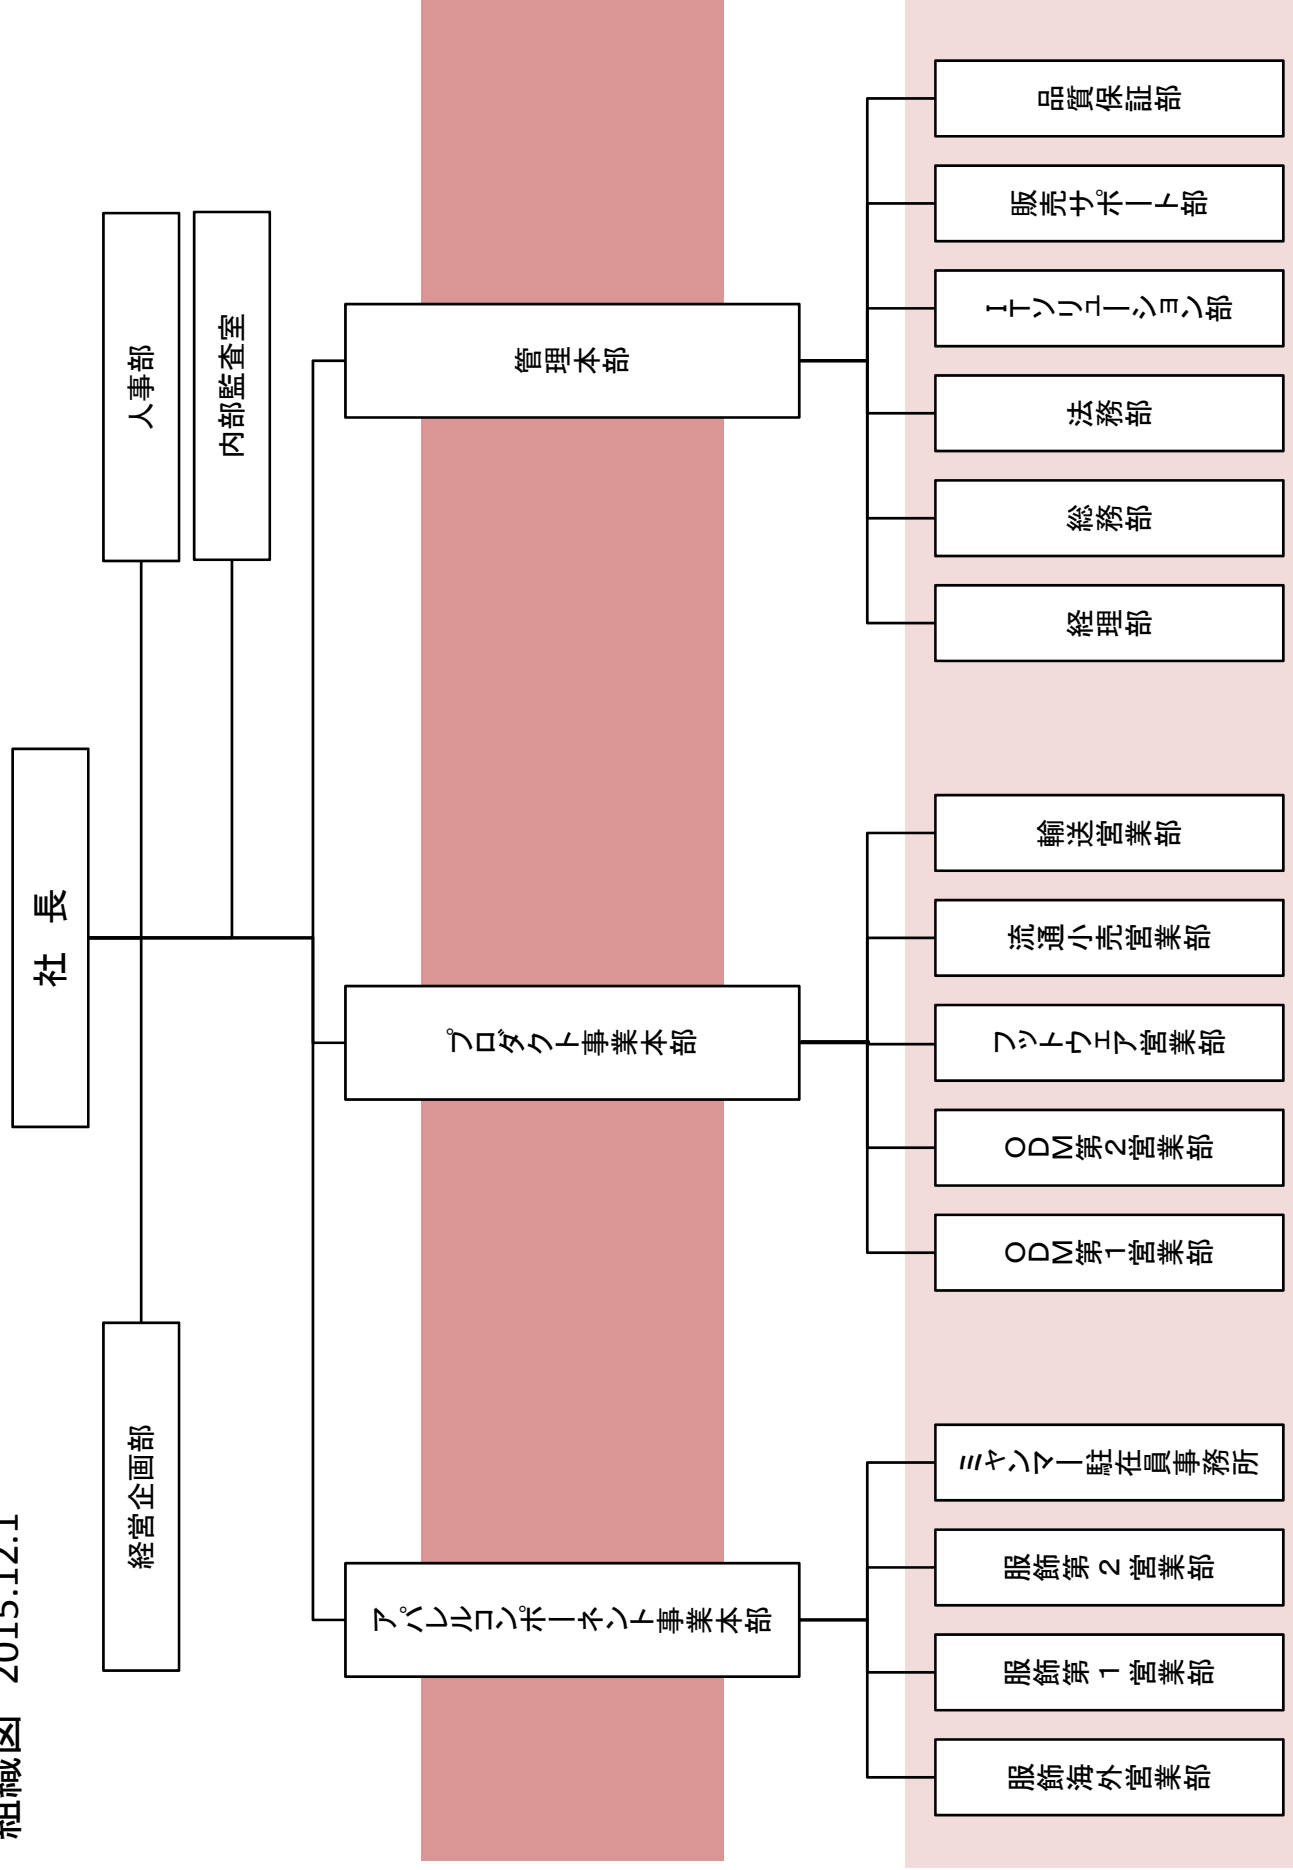 組織図 2015.12.1
社 長
経営企画部
人事部
内部監査室
アパレルコンポーネント事業本部
プロダクト事業本部
管理本部
服飾海外営業部
服飾第1営業部
服飾第2営業部
ミャンマー駐在員事務所
ODM第1営業部
ODM第2営業部
フットウェア営業部
流通小売営業部
輸送営業部
経理部
総務部
法務部
ITソリューション部
販売サポート部
品質保証部